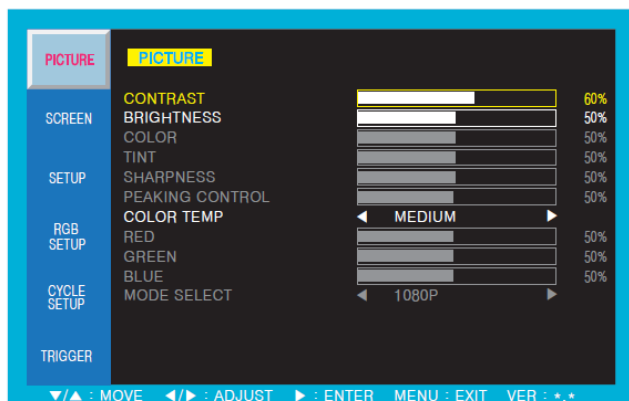 PICTURE
SCREEN
SETUP
RGB
SETUP
CYCLE
SETUP
TRIGGER
PICTURE
CONTRAST 60%
BRIGHTNESS 50%
COLOR 50%
TINT 50%
SHARPNESS 50%
PEAKING CONTROL 50%
COLOR TEMP ◀ MEDIUM ▶
RED 50%
GREEN 50%
BLUE 50%
MODE SELECT ◀ 1080P ▶
▼/▲ : MOVE ◀/▶ : ADJUST ▶ : ENTER MENU : EXIT VER : *.*